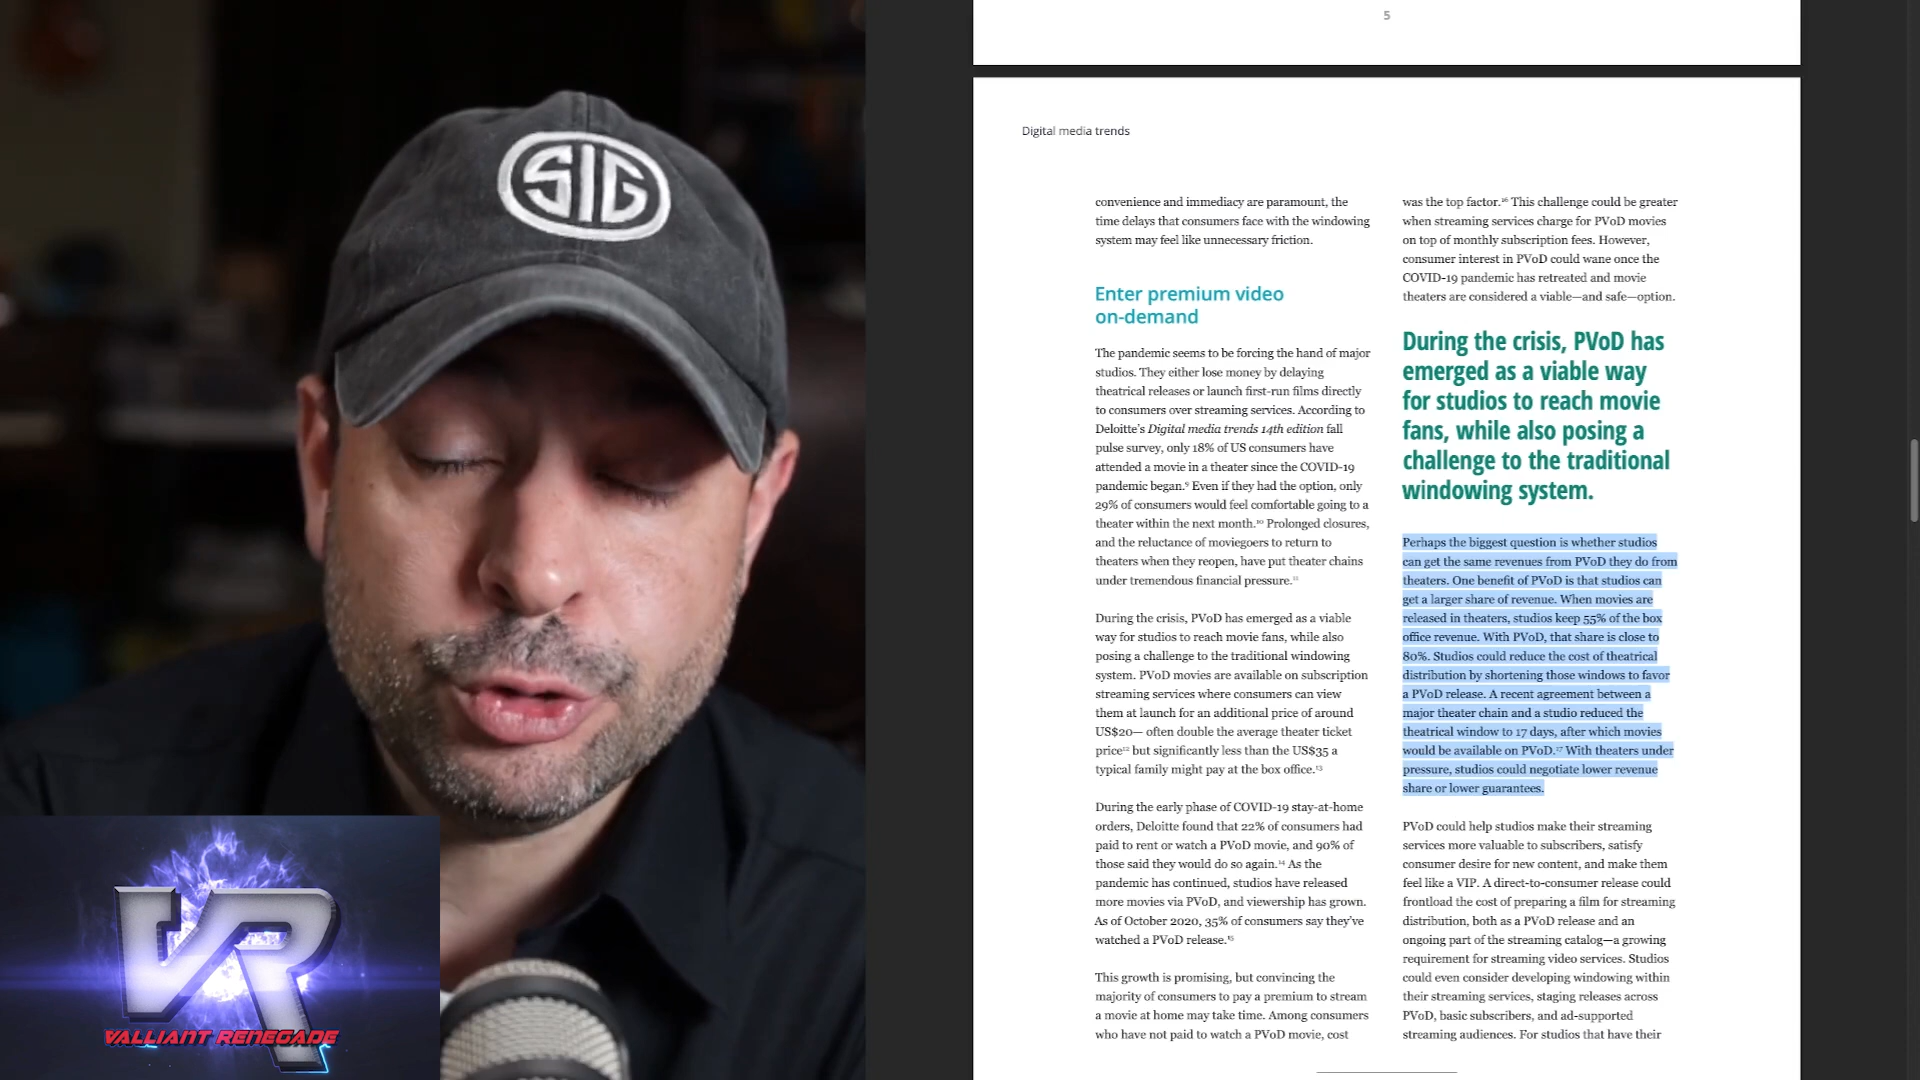 SIG
VR
VALLIANT RENEGADE
5
Digital media trends
convenience and immediacy are paramount, the
time delays that consumers face with the windowing
system may feel like unnecessary friction.
Enter premium video
on-demand
The pandemic seems to be forcing the hand of major
studios. They either lose money by delaying
theatrical releases or launch first-run films directly
to consumers over streaming services. According to
Deloitte's Digital media trends 14th edition fall
pulse survey, only 18% of US consumers have
attended a movie in a theater since the COVID-19
pandemic began.⁹ Even if they had the option, only
29% of consumers would feel comfortable going to a
theater within the next month.¹⁰ Prolonged closures,
and the reluctance of moviegoers to return to
theaters when they reopen, have put theater chains
under tremendous financial pressure.¹¹
During the crisis, PVoD has emerged as a viable
way for studios to reach movie fans, while also
posing a challenge to the traditional windowing
system. PVoD movies are available on subscription
streaming services where consumers can view
them at launch for an additional price of around
US$20— often double the average theater ticket
price¹² but significantly less than the US$35 a
typical family might pay at the box office.¹³
During the early phase of COVID-19 stay-at-home
orders, Deloitte found that 22% of consumers had
paid to rent or watch a PVoD movie, and 90% of
those said they would do so again.¹⁴ As the
pandemic has continued, studios have released
more movies via PVoD, and viewership has grown.
As of October 2020, 35% of consumers say they've
watched a PVoD release.¹⁵
This growth is promising, but convincing the
majority of consumers to pay a premium to stream
a movie at home may take time. Among consumers
who have not paid to watch a PVoD movie, cost
was the top factor.¹⁶ This challenge could be greater
when streaming services charge for PVoD movies
on top of monthly subscription fees. However,
consumer interest in PVoD could wane once the
COVID-19 pandemic has retreated and movie
theaters are considered a viable—and safe—option.
During the crisis, PVoD has
emerged as a viable way
for studios to reach movie
fans, while also posing a
challenge to the traditional
windowing system.
Perhaps the biggest question is whether studios
can get the same revenues from PVoD they do from
theaters. One benefit of PVoD is that studios can
get a larger share of revenue. When movies are
released in theaters, studios keep 55% of the box
office revenue. With PVoD, that share is close to
80%. Studios could reduce the cost of theatrical
distribution by shortening those windows to favor
a PVoD release. A recent agreement between a
major theater chain and a studio reduced the
theatrical window to 17 days, after which movies
would be available on PVoD.¹⁷ With theaters under
pressure, studios could negotiate lower revenue
share or lower guarantees.
PVoD could help studios make their streaming
services more valuable to subscribers, satisfy
consumer desire for new content, and make them
feel like a VIP. A direct-to-consumer release could
frontload the cost of preparing a film for streaming
distribution, both as a PVoD release and an
ongoing part of the streaming catalog—a growing
requirement for streaming video services. Studios
could even consider developing windowing within
their streaming services, staging releases across
PVoD, basic subscribers, and ad-supported
streaming audiences. For studios that have their